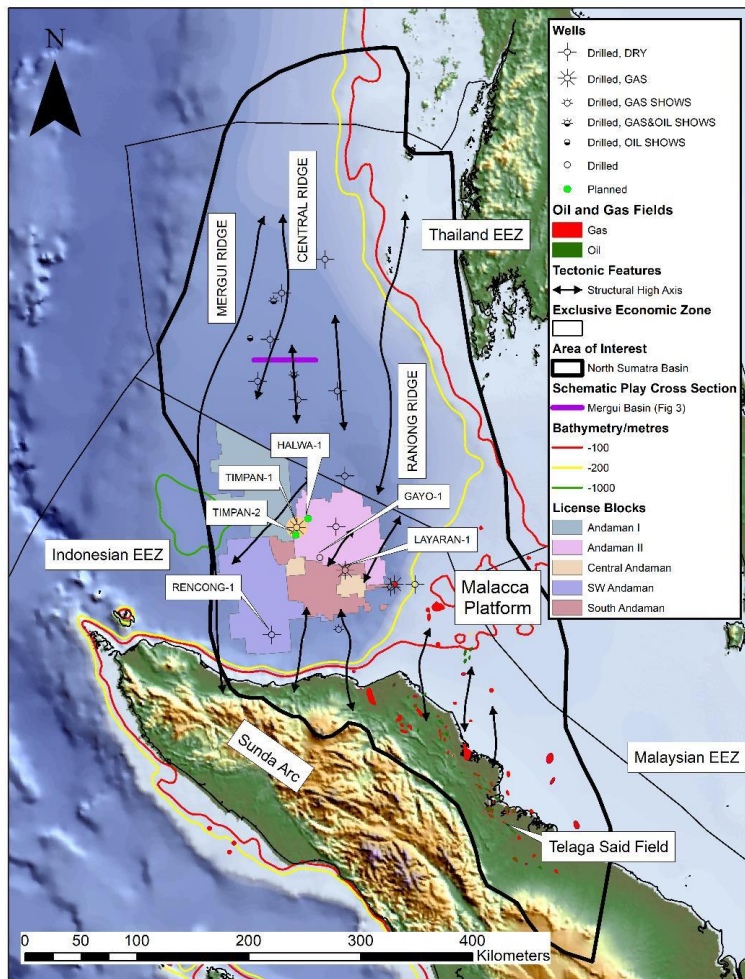 N
MERGUI RIDGE
CENTRAL RIDGE
RANONG RIDGE
Thailand EEZ
HALWA-1
TIMPAN-1
TIMPAN-2
GAYO-1
LAYARAN-1
RENCONG-1
Indonesian EEZ
Malacca
Platform
Sunda Arc
Malaysian EEZ
Telaga Said Field
0 50 100 200 300 400
Kilometers
Wells
Drilled, DRY
Drilled, GAS
Drilled, GAS SHOWS
Drilled, GAS&OIL SHOWS
Drilled, OIL SHOWS
Drilled
Planned
Oil and Gas Fields
Gas
Oil
Tectonic Features
Structural High Axis
Exclusive Economic Zone
Area of Interest
North Sumatra Basin
Schematic Play Cross Section
Mergui Basin (Fig 3)
Bathymetry/metres
-100
-200
-1000
License Blocks
Andaman I
Andaman II
Central Andaman
SW Andaman
South Andaman